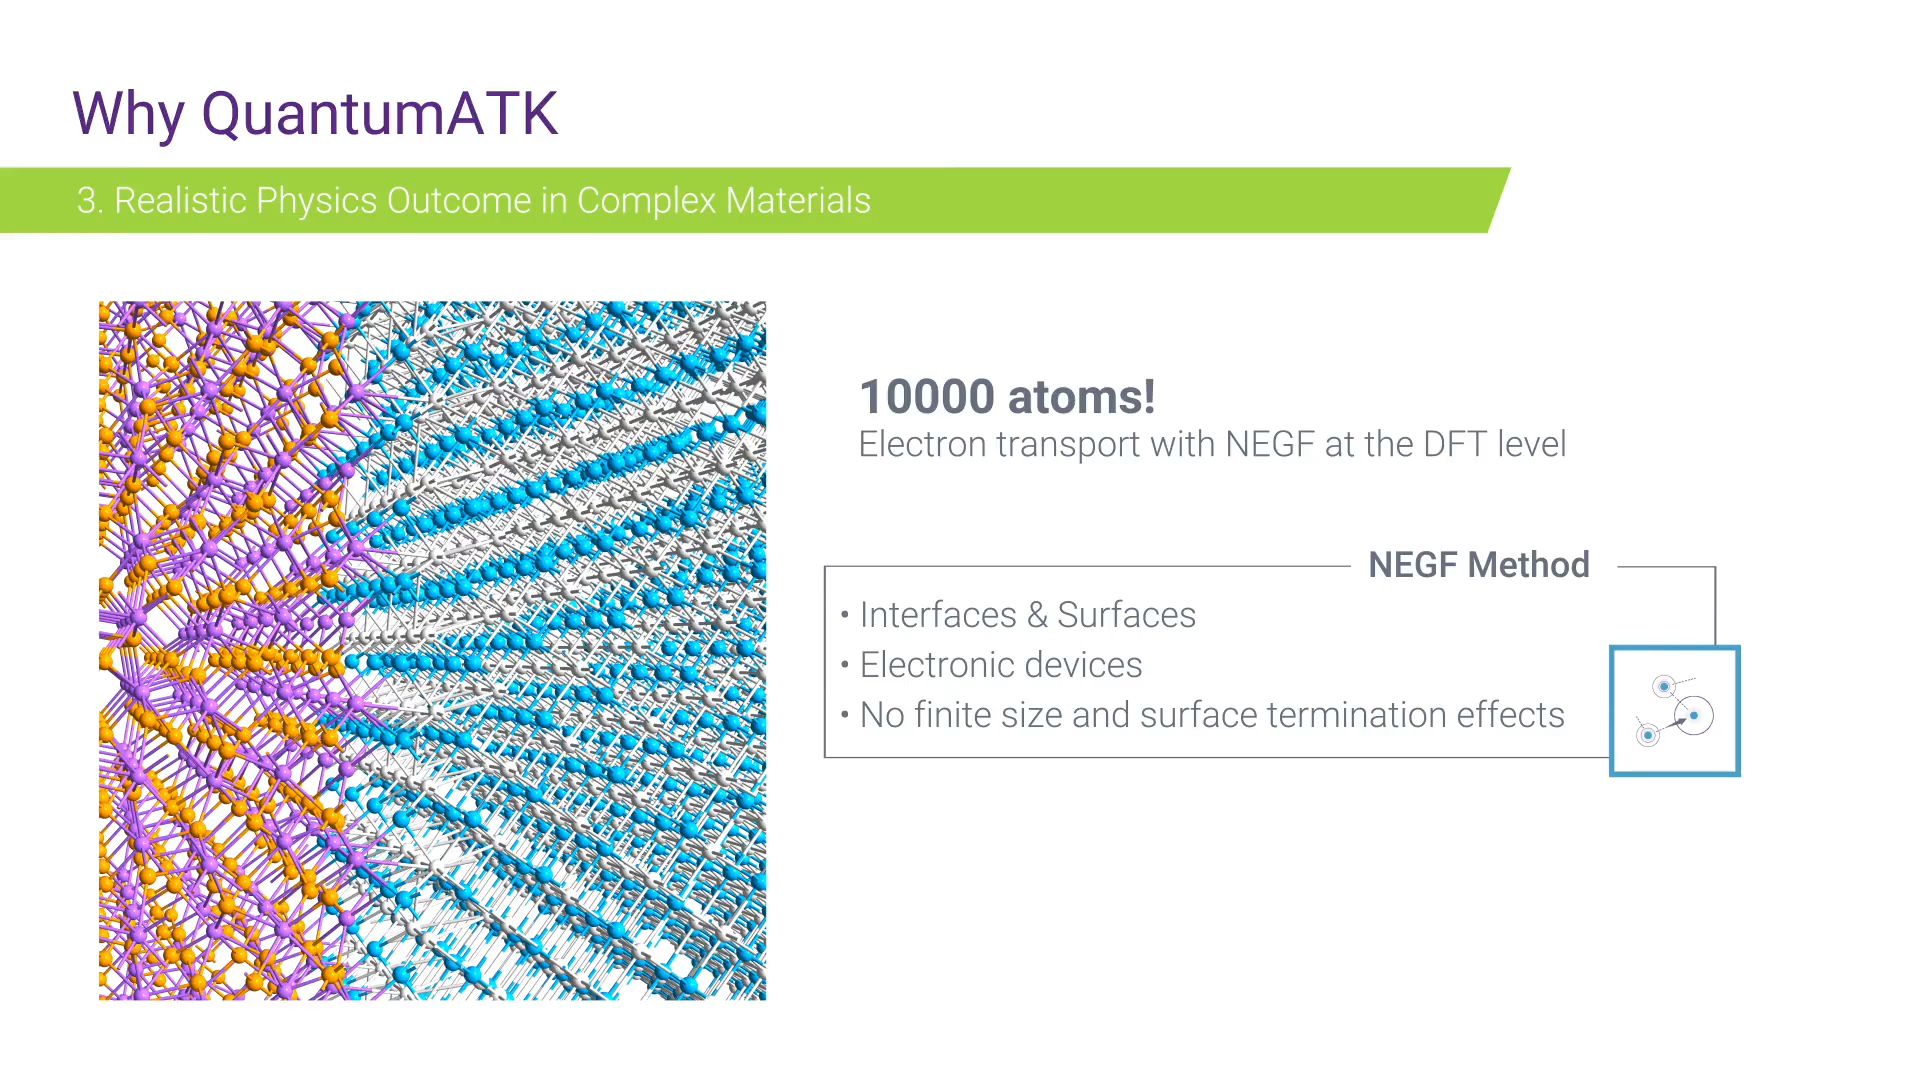 Why QuantumATK
3. Realistic Physics Outcome in Complex Materials
10000 atoms!
Electron transport with NEGF at the DFT level
NEGF Method
• Interfaces & Surfaces
• Electronic devices
• No finite size and surface termination effects